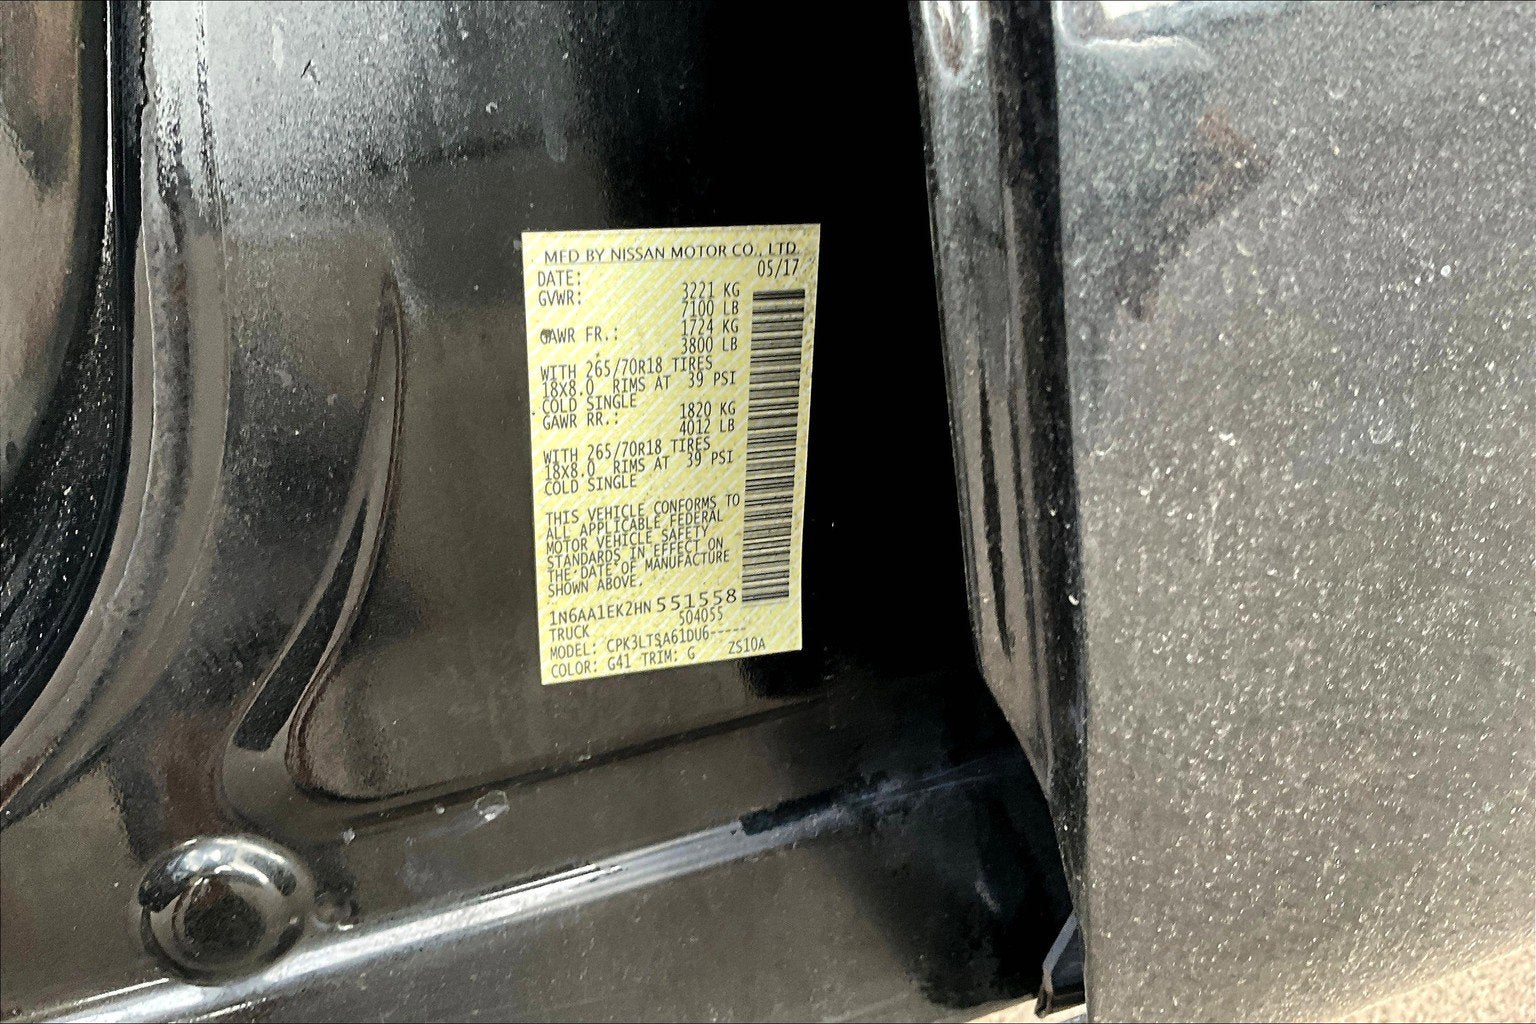 MFD BY NISSAN MOTOR CO., LTD.
DATE: 05/17
GVWR: 3221 KG
7100 LB
GAWR FR.: 1724 KG
3800 LB
WITH 265/70R18 TIRES
18X8.0 RIMS AT 39 PSI
COLD SINGLE
GAWR RR.: 1820 KG
4012 LB
WITH 265/70R18 TIRES
18X8.0 RIMS AT 39 PSI
COLD SINGLE
THIS VEHICLE CONFORMS TO
ALL APPLICABLE FEDERAL
MOTOR VEHICLE SAFETY
STANDARDS IN EFFECT ON
THE DATE OF MANUFACTURE
SHOWN ABOVE.
1N6AA1EK2HN551558
TRUCK 504055
MODEL: CPK3LTSA61DU6-----
COLOR: G41 TRIM: G ZS10A